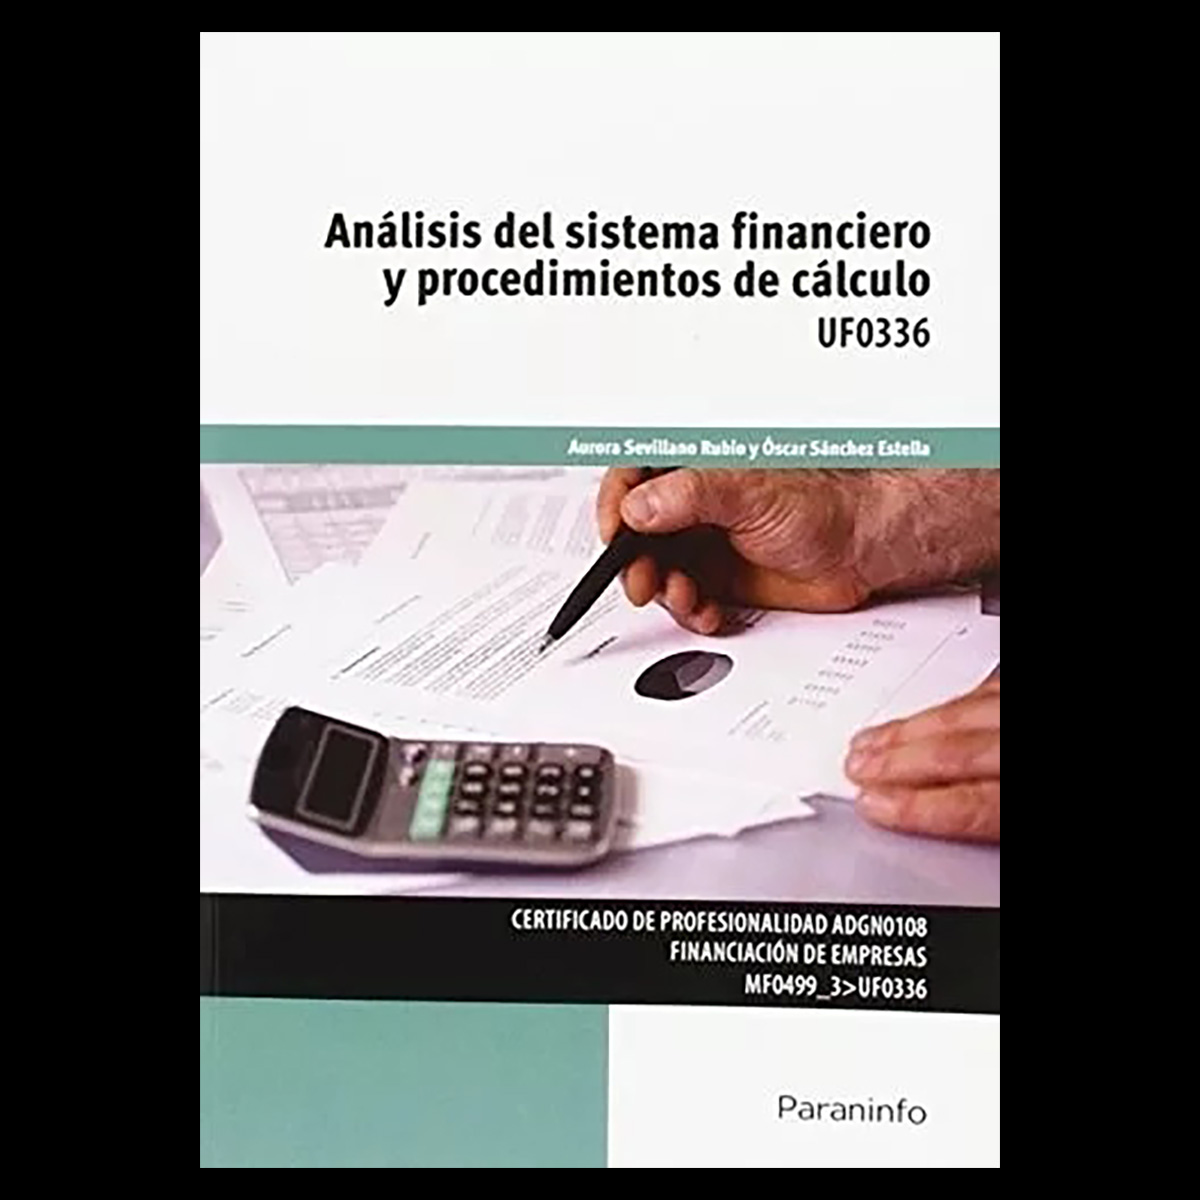 Análisis del sistema financiero
y procedimientos de cálculo
UF0336
Aurora Sevillano Rubio y Óscar Sánchez Estella
CERTIFICADO DE PROFESIONALIDAD ADGN0108
FINANCIACIÓN DE EMPRESAS
MF0499_3>UF0336
Paraninfo